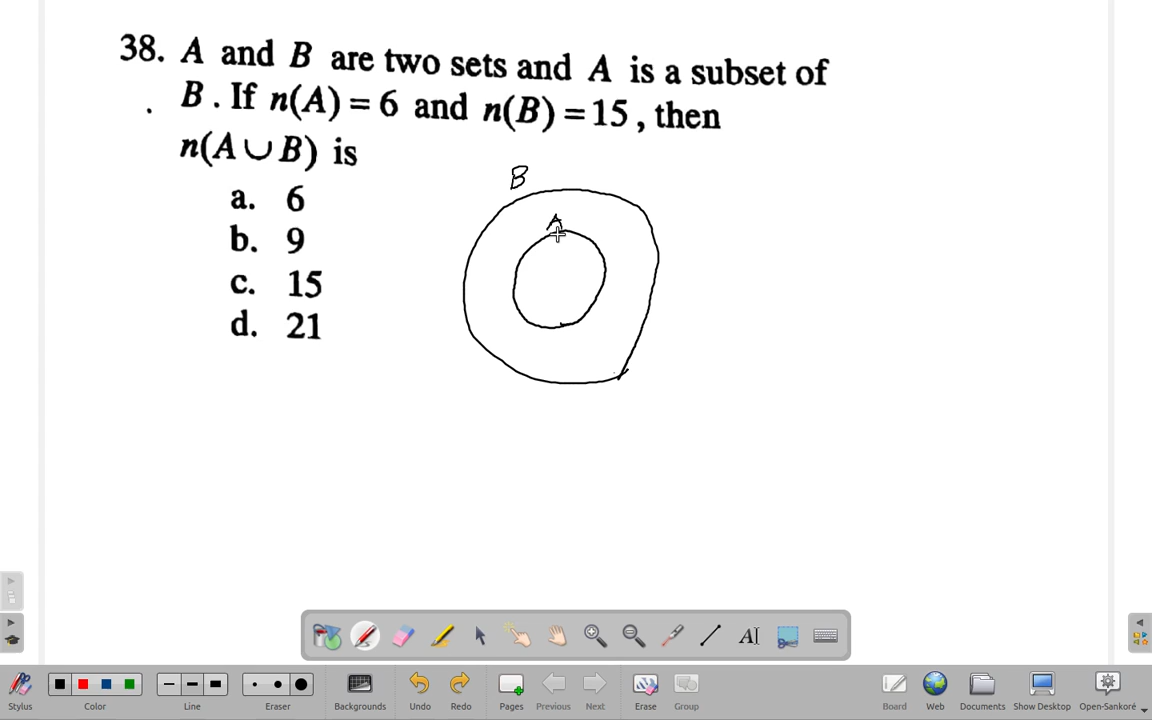 38. A and B are two sets and A is a subset of
B. If n(A) = 6 and n(B) = 15, then
n(A ∪ B) is
a. 6
b. 9
c. 15
d. 21
B
A
AI
Stylus Color Line Eraser Backgrounds Undo Redo Pages Previous Next Erase Group Board Web Documents Show Desktop Open-Sankoré